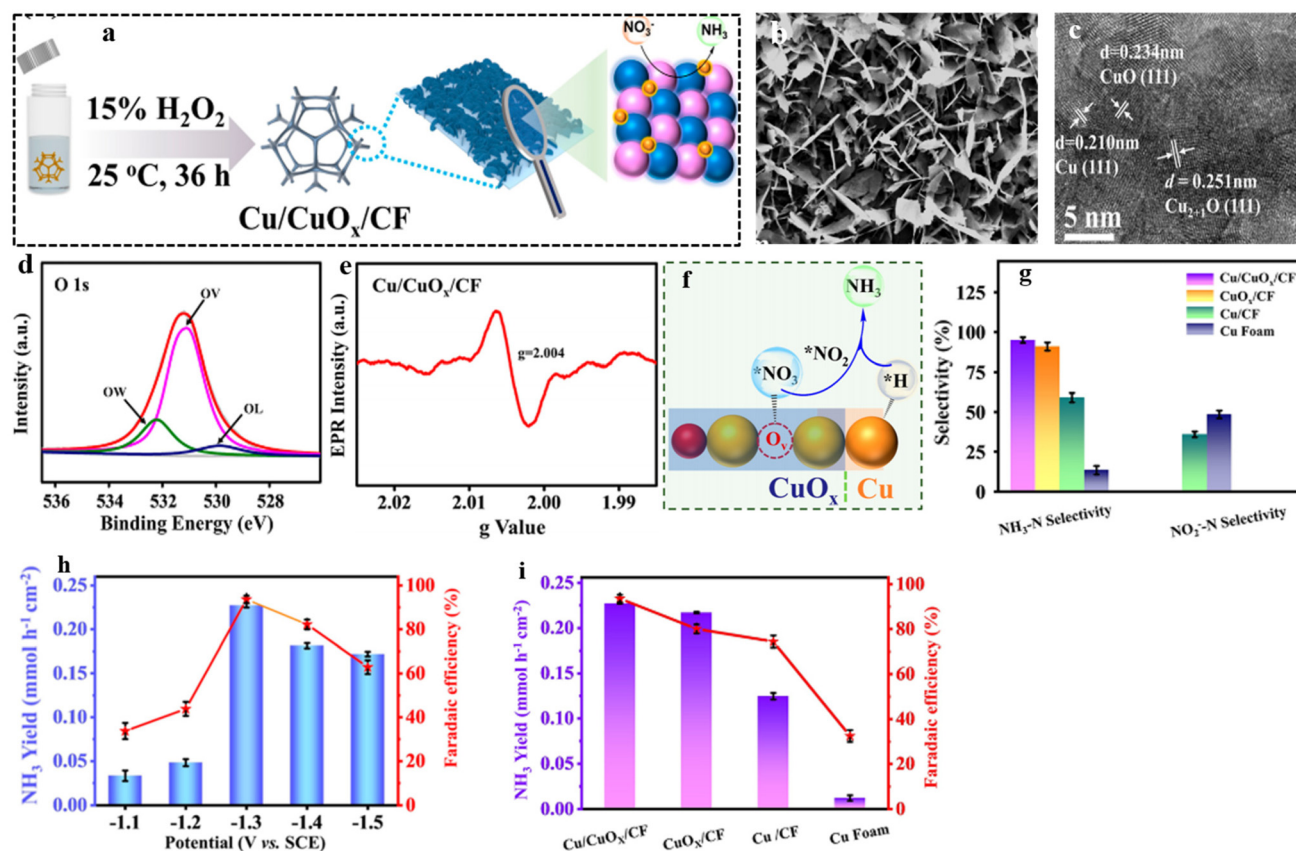 a
15% H₂O₂
25 °C, 36 h
Cu/CuOₓ/CF
NO₃⁻
NH₃
b
c
d=0.234nm
CuO (111)
d=0.210nm
Cu (111)
d = 0.251nm
Cu₂₊₁O (111)
5 nm
d
O 1s
OV
OW
OL
Intensity (a.u.)
536 534 532 530 528
Binding Energy (eV)
e
Cu/CuOₓ/CF
g=2.004
EPR Intensity (a.u.)
2.02 2.01 2.00 1.99
g Value
f
NH₃
*NO₂
*NO₃
*H
Oᵥ
CuOₓ
Cu
g
Cu/CuOₓ/CF
CuOₓ/CF
Cu/CF
Cu Foam
Selectivity (%)
125
100
75
50
25
0
NH₃-N Selectivity
NO₂⁻-N Selectivity
h
NH₃ Yield (mmol h⁻¹ cm⁻²)
0.25
0.20
0.15
0.10
0.05
0.00
100
80
60
40
20
0
Faradaic efficiency (%)
-1.1 -1.2 -1.3 -1.4 -1.5
Potential (V vs. SCE)
i
NH₃ Yield (mmol h⁻¹ cm⁻²)
0.25
0.20
0.15
0.10
0.05
0.00
100
80
60
40
20
0
Faradaic efficiency (%)
Cu/CuOₓ/CF
CuOₓ/CF
Cu /CF
Cu Foam